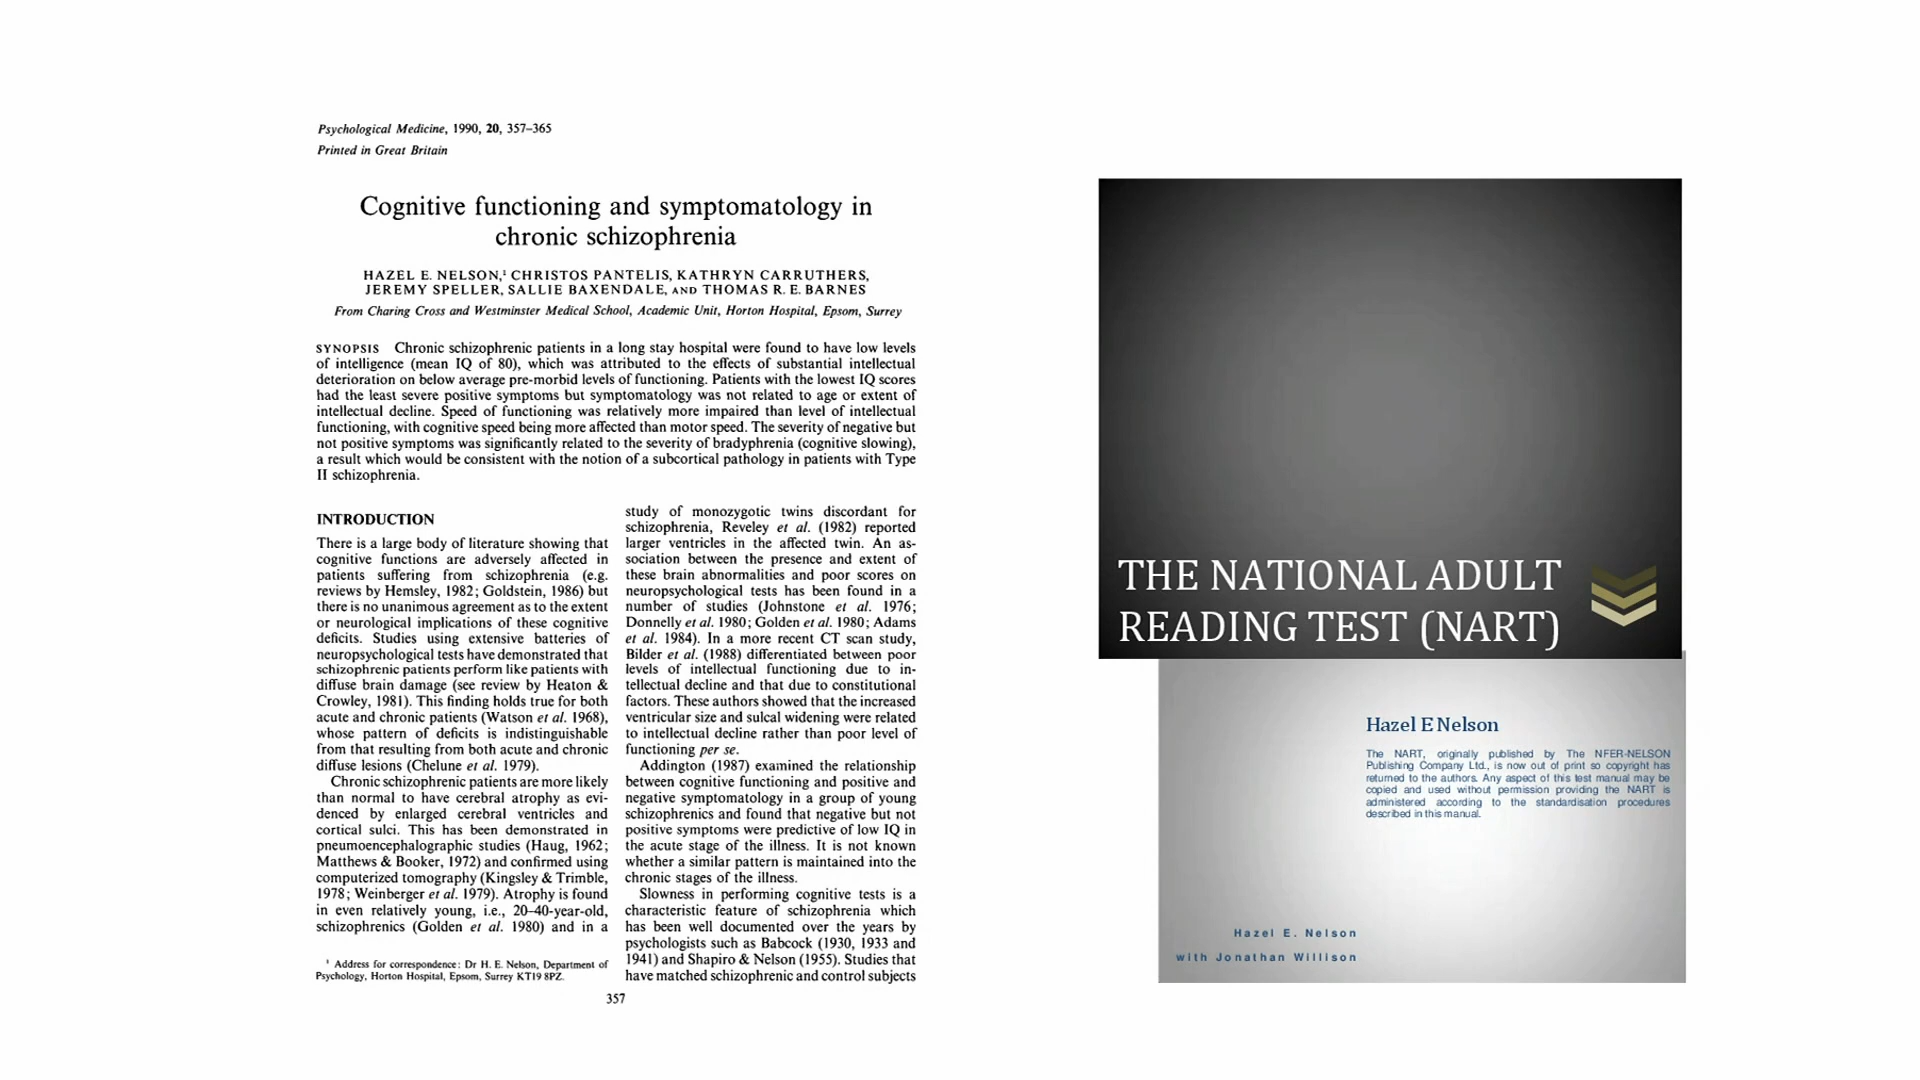 Psychological Medicine, 1990, 20, 357–365
Printed in Great Britain
Cognitive functioning and symptomatology in
chronic schizophrenia
HAZEL E. NELSON,¹ CHRISTOS PANTELIS, KATHRYN CARRUTHERS,
JEREMY SPELLER, SALLIE BAXENDALE, AND THOMAS R. E. BARNES
From Charing Cross and Westminster Medical School, Academic Unit, Horton Hospital, Epsom, Surrey
SYNOPSIS Chronic schizophrenic patients in a long stay hospital were found to have low levels
of intelligence (mean IQ of 80), which was attributed to the effects of substantial intellectual
deterioration on below average pre-morbid levels of functioning. Patients with the lowest IQ scores
had the least severe positive symptoms but symptomatology was not related to age or extent of
intellectual decline. Speed of functioning was relatively more impaired than level of intellectual
functioning, with cognitive speed being more affected than motor speed. The severity of negative but
not positive symptoms was significantly related to the severity of bradyphrenia (cognitive slowing),
a result which would be consistent with the notion of a subcortical pathology in patients with Type
II schizophrenia.
INTRODUCTION
There is a large body of literature showing that
cognitive functions are adversely affected in
patients suffering from schizophrenia (e.g.
reviews by Hemsley, 1982; Goldstein, 1986) but
there is no unanimous agreement as to the extent
or neurological implications of these cognitive
deficits. Studies using extensive batteries of
neuropsychological tests have demonstrated that
schizophrenic patients perform like patients with
diffuse brain damage (see review by Heaton &
Crowley, 1981). This finding holds true for both
acute and chronic patients (Watson et al. 1968),
whose pattern of deficits is indistinguishable
from that resulting from both acute and chronic
diffuse lesions (Chelune et al. 1979).
Chronic schizophrenic patients are more likely
than normal to have cerebral atrophy as evi-
denced by enlarged cerebral ventricles and
cortical sulci. This has been demonstrated in
pneumoencephalographic studies (Haug, 1962;
Matthews & Booker, 1972) and confirmed using
computerized tomography (Kingsley & Trimble,
1978; Weinberger et al. 1979). Atrophy is found
in even relatively young, i.e., 20–40-year-old,
schizophrenics (Golden et al. 1980) and in a
¹ Address for correspondence: Dr H. E. Nelson, Department of
Psychology, Horton Hospital, Epsom, Surrey KT19 8PZ.
study of monozygotic twins discordant for
schizophrenia, Reveley et al. (1982) reported
larger ventricles in the affected twin. An as-
sociation between the presence and extent of
these brain abnormalities and poor scores on
neuropsychological tests has been found in a
number of studies (Johnstone et al. 1976;
Donnelly et al. 1980; Golden et al. 1980; Adams
et al. 1984). In a more recent CT scan study,
Bilder et al. (1988) differentiated between poor
levels of intellectual functioning due to in-
tellectual decline and that due to constitutional
factors. These authors showed that the increased
ventricular size and sulcal widening were related
to intellectual decline rather than poor level of
functioning per se.
Addington (1987) examined the relationship
between cognitive functioning and positive and
negative symptomatology in a group of young
schizophrenics and found that negative but not
positive symptoms were predictive of low IQ in
the acute stage of the illness. It is not known
whether a similar pattern is maintained into the
chronic stages of the illness.
Slowness in performing cognitive tests is a
characteristic feature of schizophrenia which
has been well documented over the years by
psychologists such as Babcock (1930, 1933 and
1941) and Shapiro & Nelson (1955). Studies that
have matched schizophrenic and control subjects
357
THE NATIONAL ADULT
READING TEST (NART)
Hazel E Nelson
The NART, originally published by The NFER-NELSON
Publishing Company Ltd., is now out of print so copyright has
returned to the authors. Any aspect of this test manual may be
copied and used without permission providing the NART is
administered according to the standardisation procedures
described in this manual.
Hazel E. Nelson
with Jonathan Willison